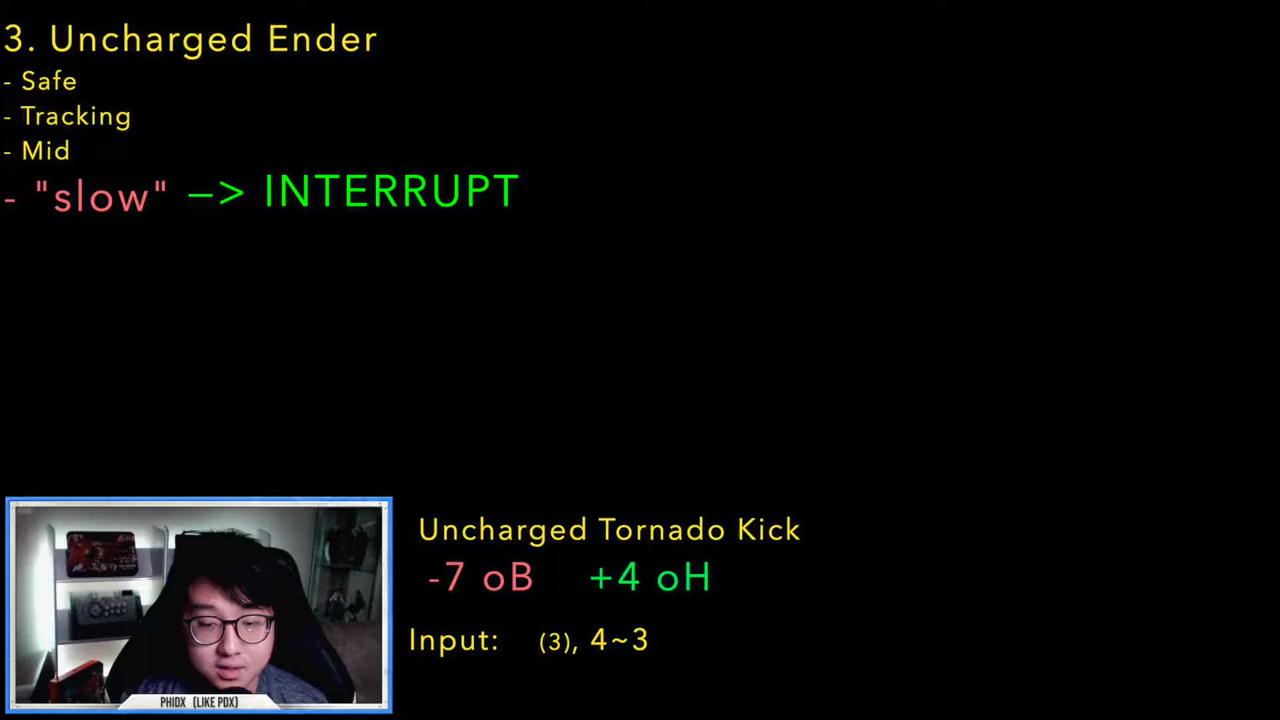 3. Uncharged Ender
- Safe
- Tracking
- Mid
- "slow" —> INTERRUPT
Uncharged Tornado Kick
-7 oB +4 oH
Input: (3), 4~3
PHIDX (LIKE PDX)